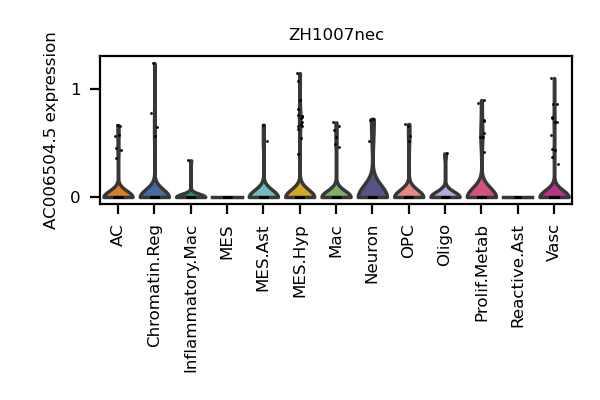 ZH1007nec
AC006504.5 expression
1
0
AC
Chromatin.Reg
Inflammatory.Mac
MES
MES.Ast
MES.Hyp
Mac
Neuron
OPC
Oligo
Prolif.Metab
Reactive.Ast
Vasc